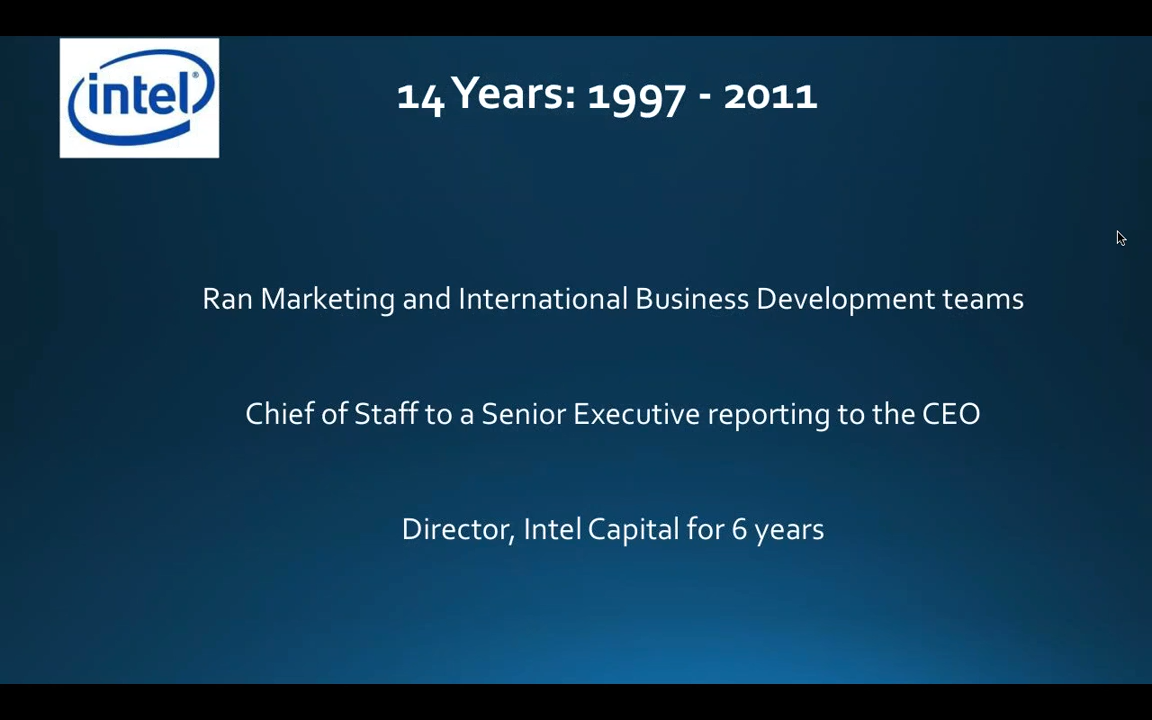 intel®
14 Years: 1997 - 2011
Ran Marketing and International Business Development teams
Chief of Staff to a Senior Executive reporting to the CEO
Director, Intel Capital for 6 years